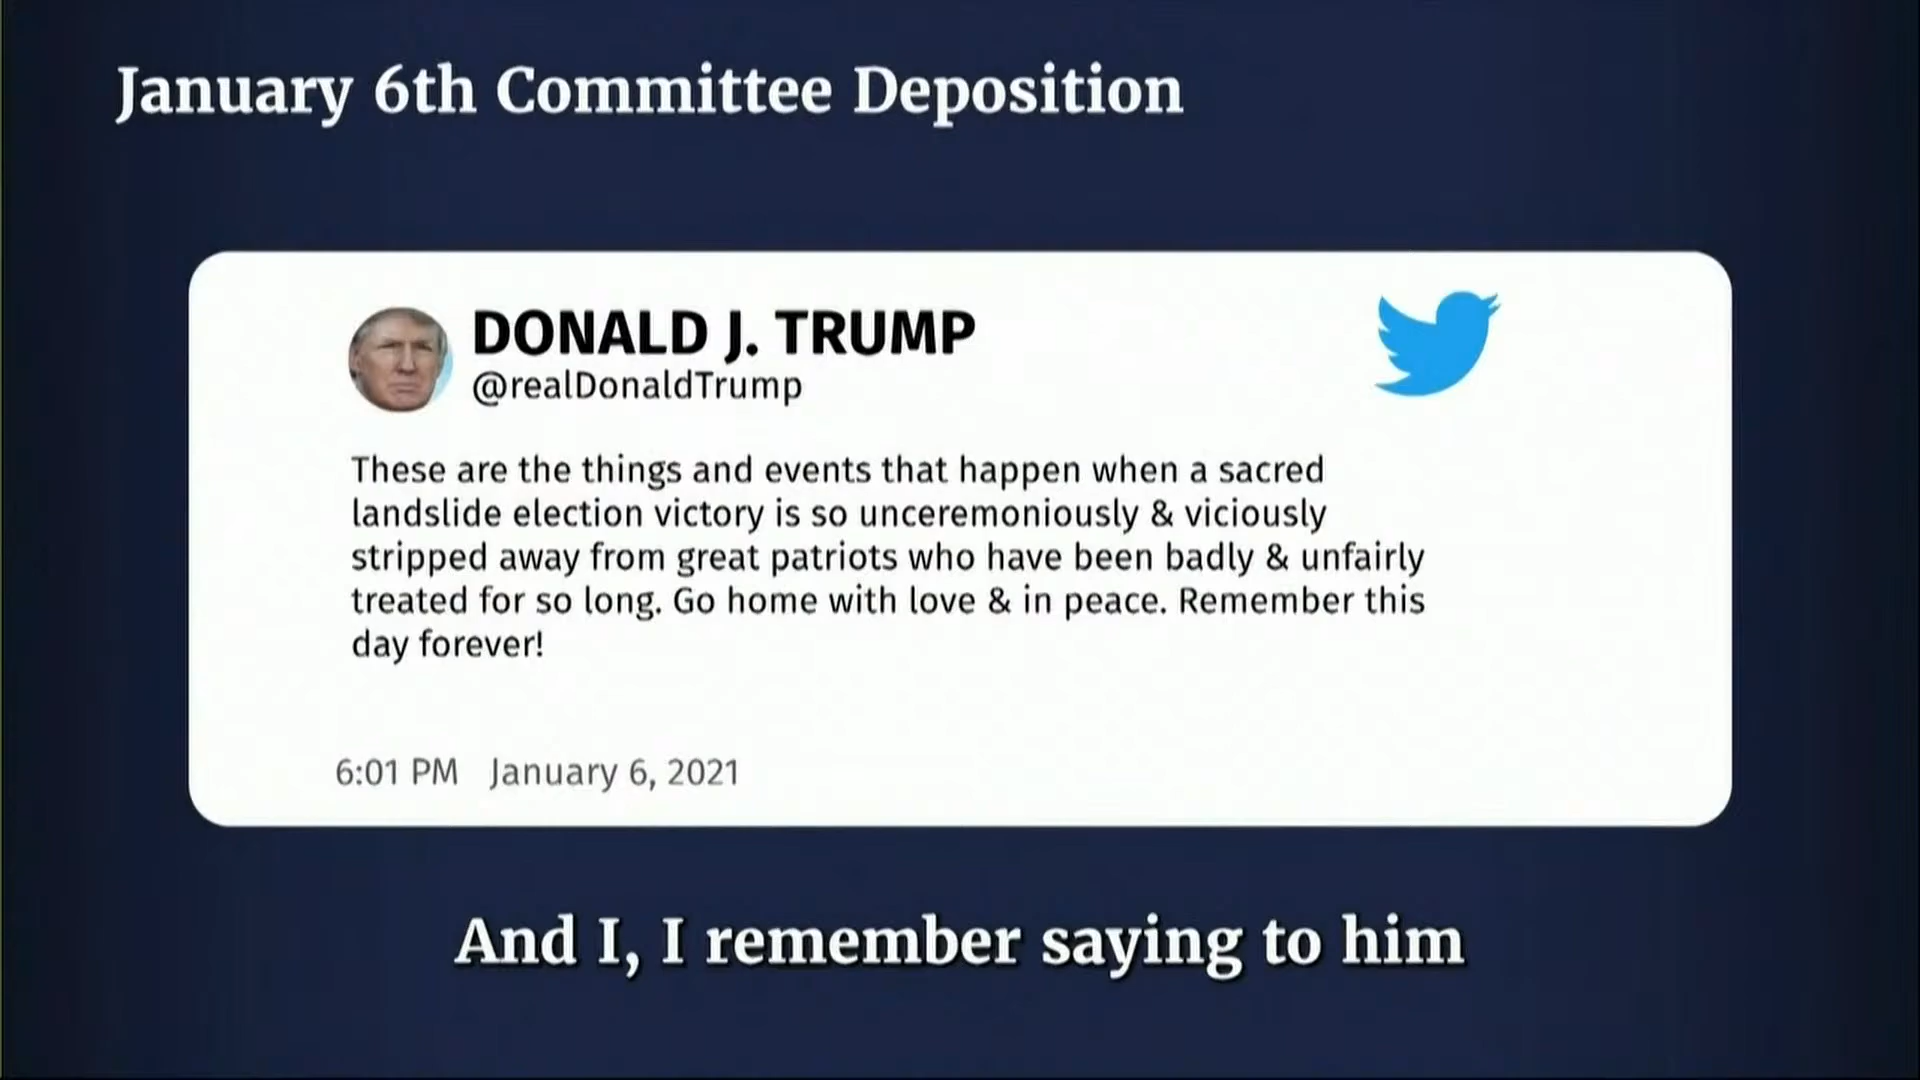 January 6th Committee Deposition
DONALD J. TRUMP
@realDonaldTrump
These are the things and events that happen when a sacred
landslide election victory is so unceremoniously & viciously
stripped away from great patriots who have been badly & unfairly
treated for so long. Go home with love & in peace. Remember this
day forever!
6:01 PM January 6, 2021
And I, I remember saying to him